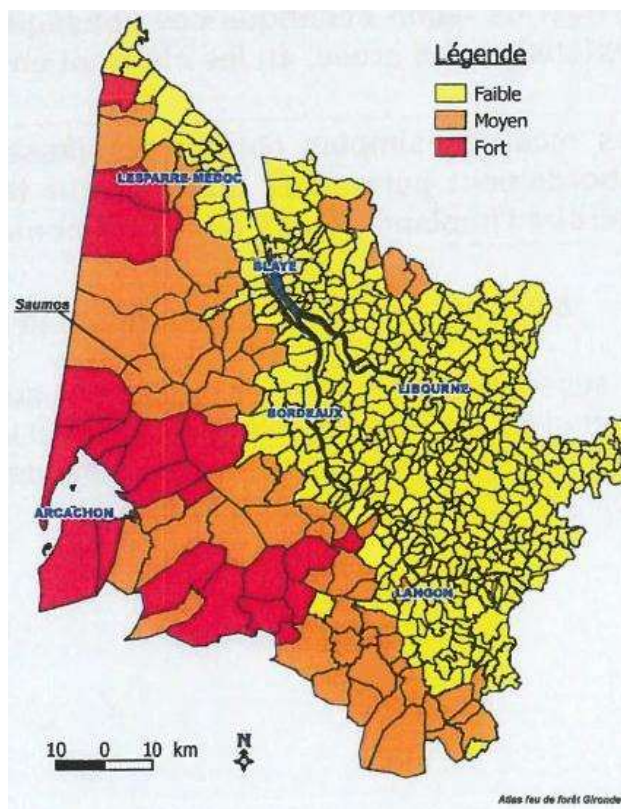 Légende
Faible
Moyen
Fort
LESPARRE-MÉDOC
BLAYE
Saumos
LIBOURNE
BORDEAUX
ARCACHON
LANGON
10 0 10 km
N
Atlas feu de forêt Gironde